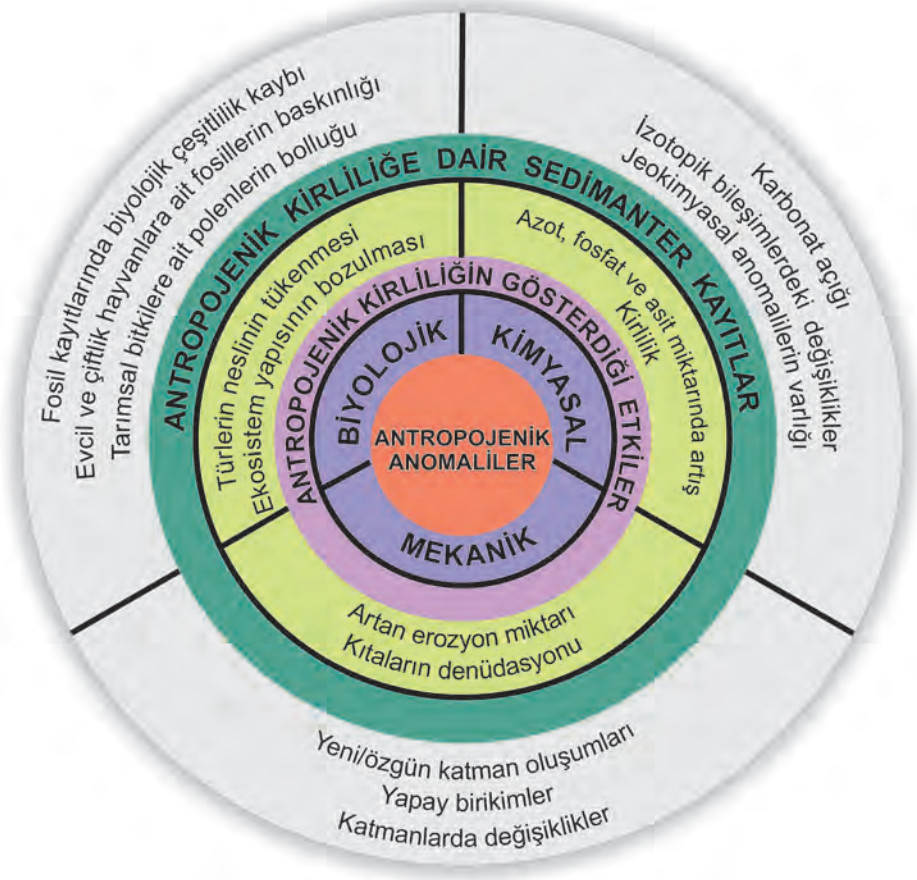 ANTROPOJENİK
ANOMALİLER
BİYOLOJİK
KİMYASAL
MEKANİK
ANTROPOJENİK KİRLİLİĞİN GÖSTERDİĞİ ETKİLER
Türlerin neslinin tükenmesi
Ekosistem yapısının bozulması
Azot, fosfat ve asit miktarında artış
Kirlilik
Artan erozyon miktarı
Kıtaların denüdasyonu
ANTROPOJENİK KİRLİLİĞE DAİR SEDİMANTER KAYITLAR
Fosil kayıtlarında biyolojik çeşitlilik kaybı
Evcil ve çiftlik hayvanlara ait fosillerin baskınlığı
Tarımsal bitkilere ait polenlerin bolluğu
Karbonat açığı
İzotopik bileşimlerdeki değişiklikler
Jeokimyasal anomalilerin varlığı
Yeni/özgün katman oluşumları
Yapay birikimler
Katmanlarda değişiklikler